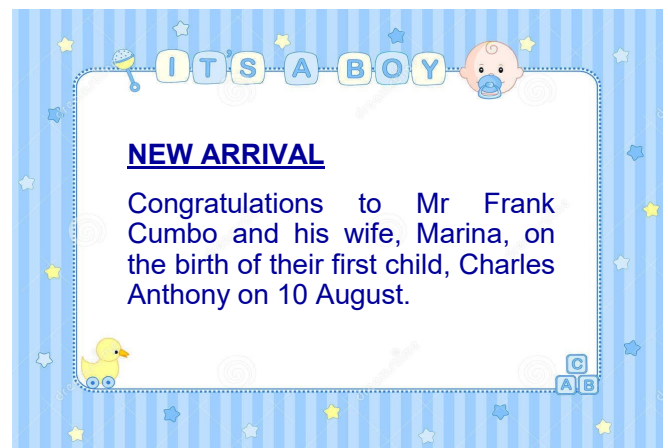 IT'S A BOY
NEW ARRIVAL
Congratulations to Mr Frank
Cumbo and his wife, Marina, on
the birth of their first child, Charles
Anthony on 10 August.
C
A B